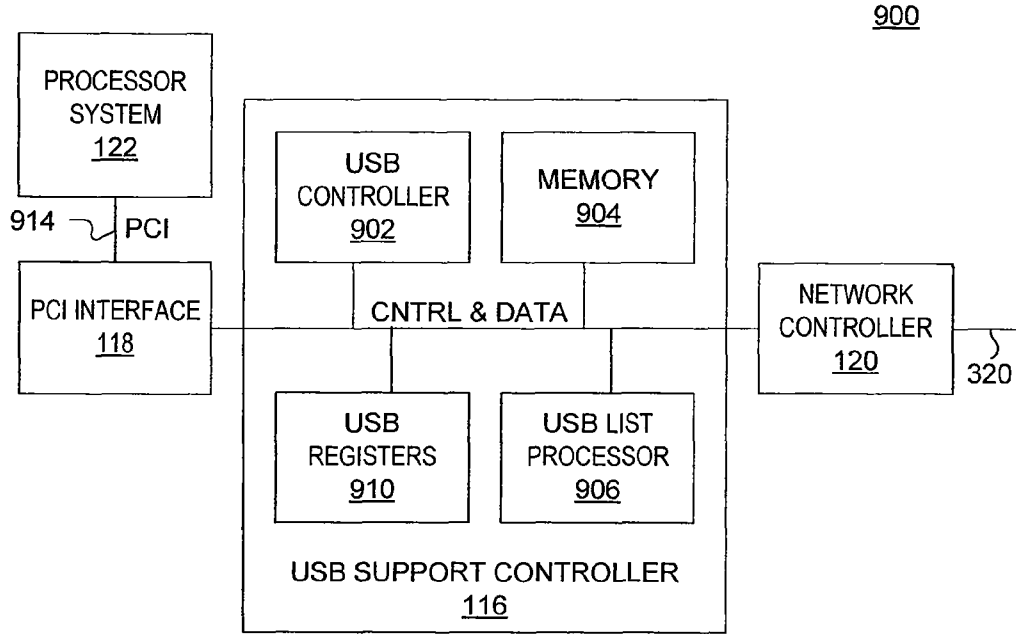 900
PROCESSOR
SYSTEM
122
914
PCI
PCI INTERFACE
118
USB
CONTROLLER
902
MEMORY
904
CNTRL & DATA
USB
REGISTERS
910
USB LIST
PROCESSOR
906
USB SUPPORT CONTROLLER
116
NETWORK
CONTROLLER
120
320